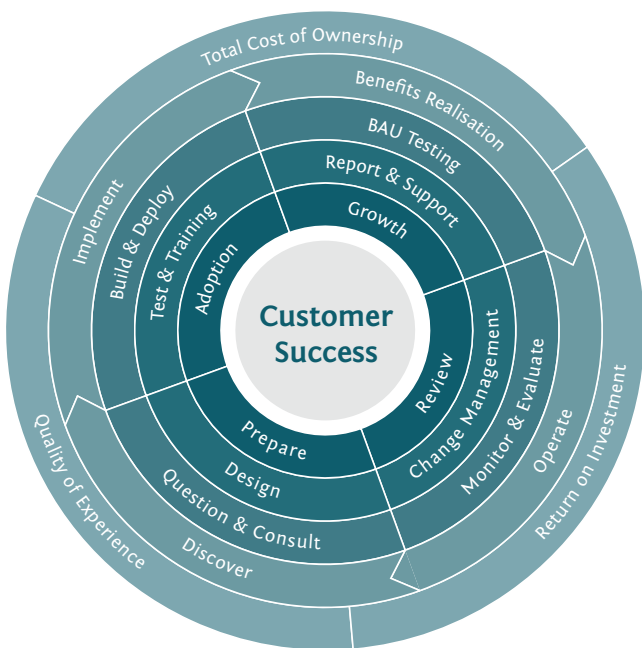 Total Cost of Ownership
Benefits Realisation
BAU Testing
Report & Support
Growth
Implement
Build & Deploy
Test & Training
Adoption
Customer
Success
Review
Change Management
Monitor & Evaluate
Operate
Return on Investment
Prepare
Design
Question & Consult
Discover
Quality of Experience